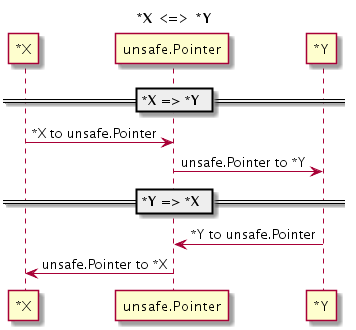 *X <=> *Y
*X
unsafe.Pointer
*Y
*X => *Y
*X to unsafe.Pointer
unsafe.Pointer to *Y
*Y => *X
*Y to unsafe.Pointer
unsafe.Pointer to *X
*X
unsafe.Pointer
*Y